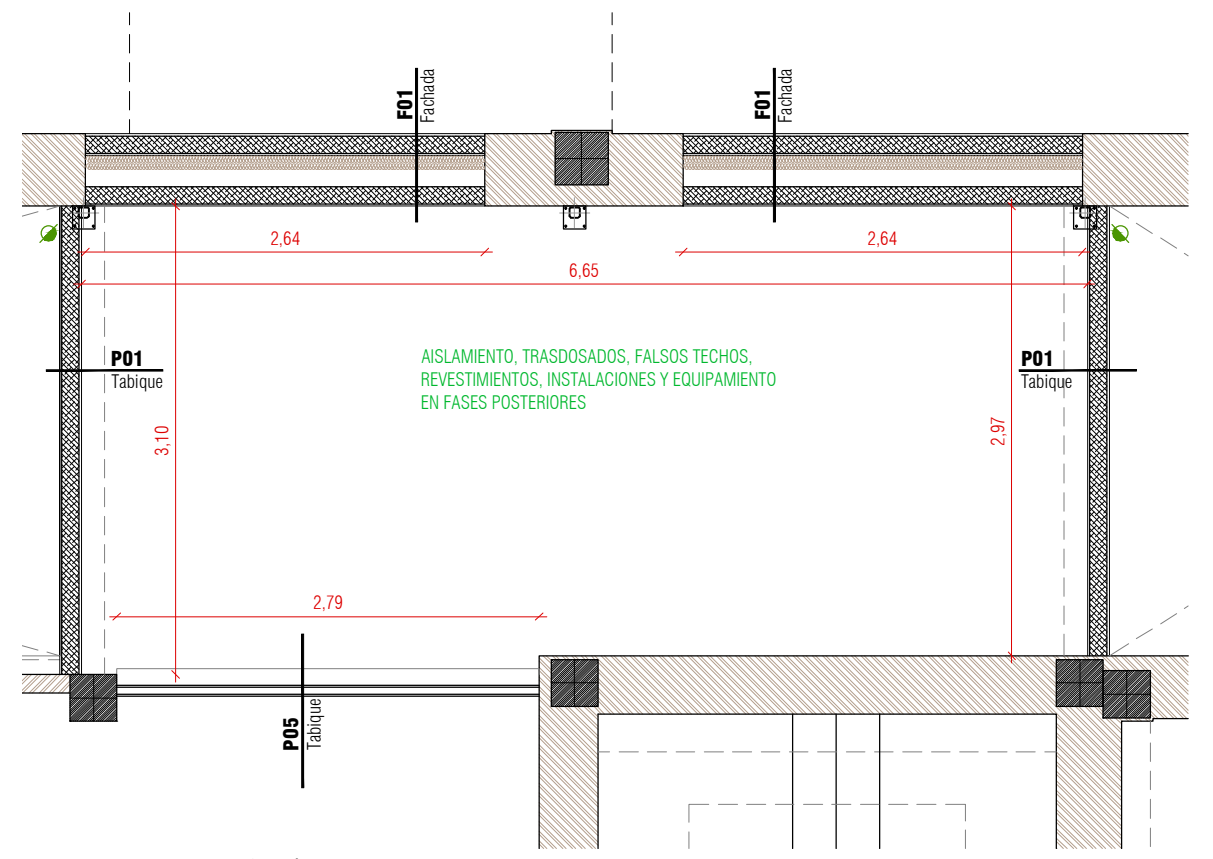 F01
Fachada
F01
Fachada
2,64
2,64
6,65
AISLAMIENTO, TRASDOSADOS, FALSOS TECHOS,
REVESTIMIENTOS, INSTALACIONES Y EQUIPAMIENTO
EN FASES POSTERIORES
P01
Tabique
P01
Tabique
3,10
2,97
2,79
P05
Tabique